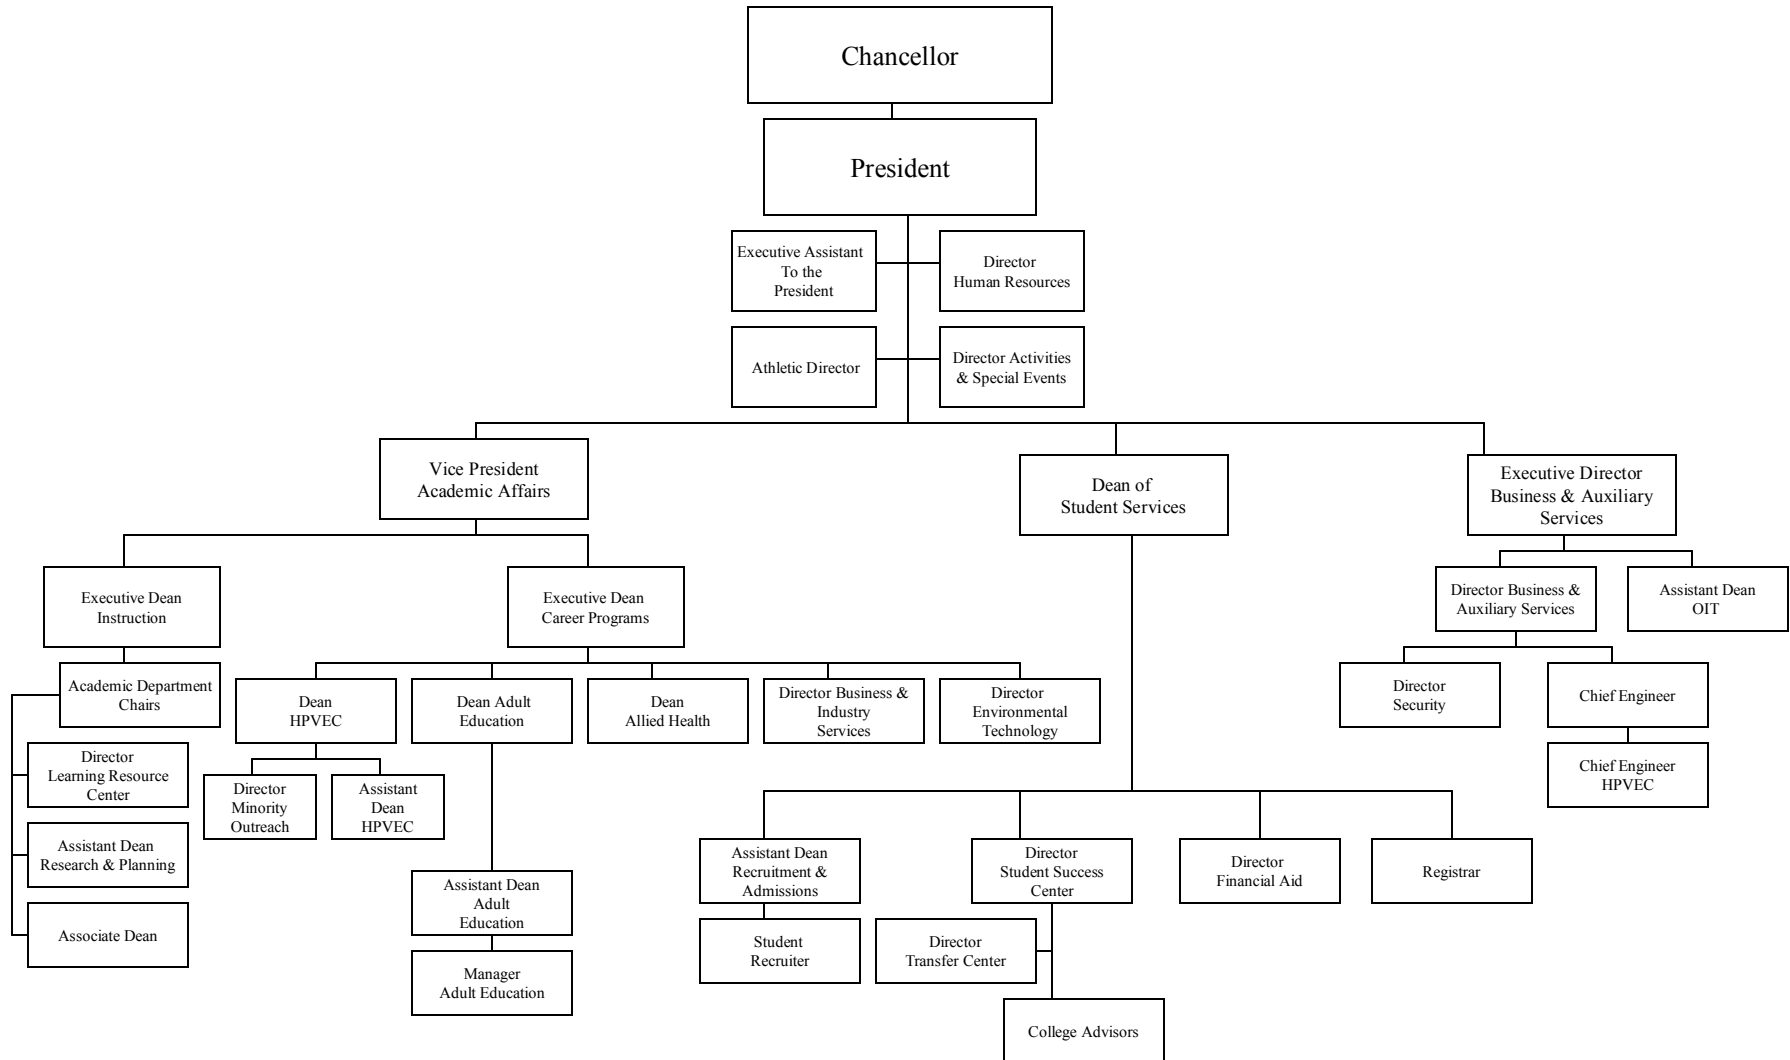 Chancellor
President
Executive Assistant
To the
President
Director
Human Resources
Athletic Director
Director Activities
& Special Events
Vice President
Academic Affairs
Dean of
Student Services
Executive Director
Business & Auxiliary
Services
Executive Dean
Instruction
Executive Dean
Career Programs
Director Business &
Auxiliary Services
Assistant Dean
OIT
Academic Department
Chairs
Dean
HPVEC
Dean Adult
Education
Dean
Allied Health
Director Business &
Industry
Services
Director
Environmental
Technology
Director
Security
Chief Engineer
Director
Learning Resource
Center
Director
Minority
Outreach
Assistant
Dean
HPVEC
Chief Engineer
HPVEC
Assistant Dean
Research & Planning
Assistant Dean
Adult
Education
Assistant Dean
Recruitment &
Admissions
Director
Student Success
Center
Director
Financial Aid
Registrar
Associate Dean
Manager
Adult Education
Student
Recruiter
Director
Transfer Center
College Advisors